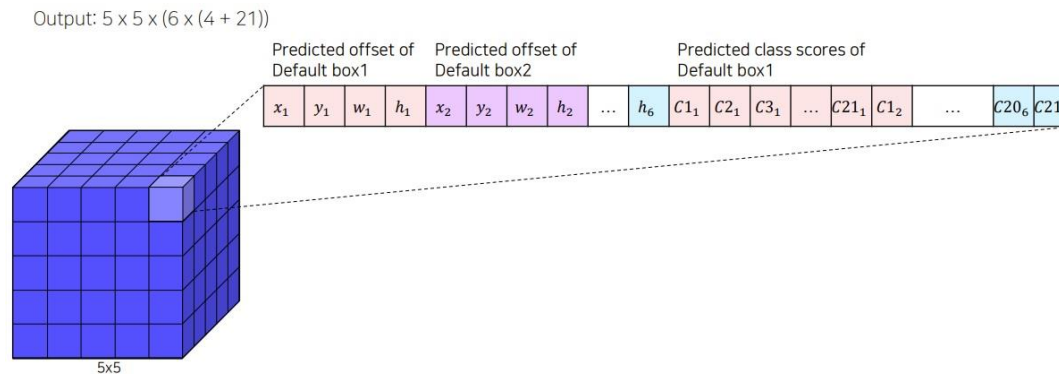 Output: 5 x 5 x (6 x (4 + 21))
Predicted offset of
Default box1
Predicted offset of
Default box2
Predicted class scores of
Default box1
x₁ y₁ w₁ h₁ x₂ y₂ w₂ h₂ ... h₆ C1₁ C2₁ C3₁ ... C21₁ C1₂ ... C20₆ C21
5x5